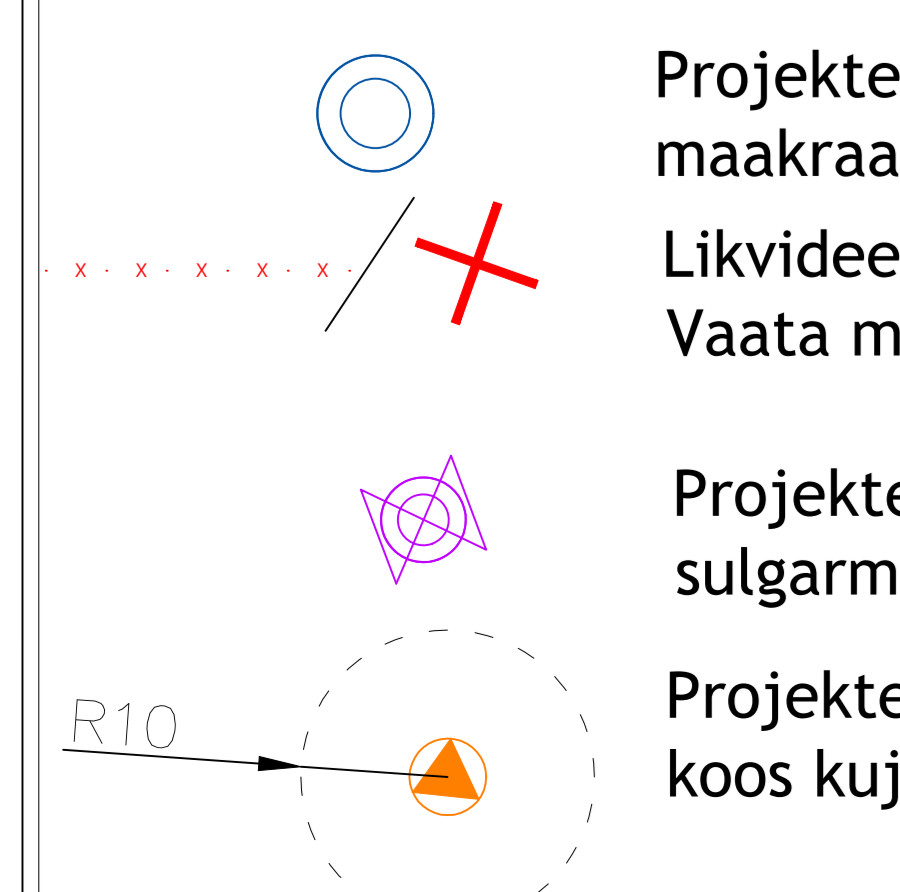 Projekte
maakraa
x x x x x
Likvidee
Vaata m
Projekte
sulgarm
R10
Projekte
koos kuj